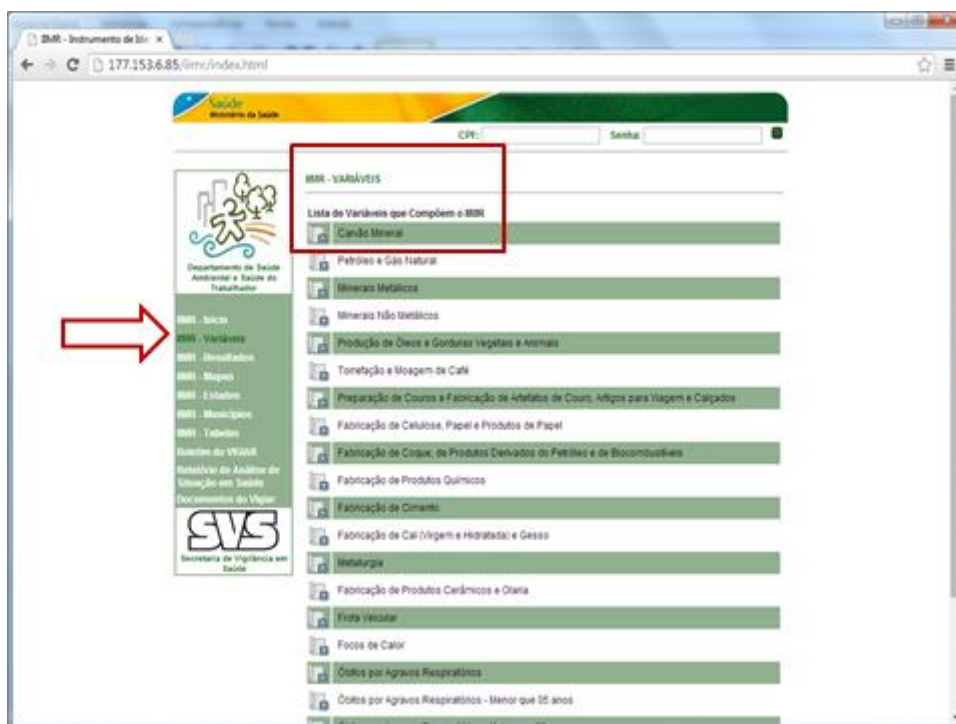 IIMR - Instrumento de Ide
177.153.6.85/iimr/index.html
Saúde
Ministério da Saúde
CPF:
Senha:
IIMR - VARIÁVEIS
Lista de Variáveis que Compõem o IIMR
Carvão Mineral
Petróleo e Gás Natural
Minerais Metálicos
Minerais Não Metálicos
Produção de Óleos e Gorduras Vegetais e Animais
Torrefação e Moagem de Café
Preparação de Couros e Fabricação de Artefatos de Couro, Artigos para Viagem e Calçados
Fabricação de Celulose, Papel e Produtos de Papel
Fabricação de Coque, de Produtos Derivados do Petróleo e de Biocombustíveis
Fabricação de Produtos Químicos
Fabricação de Cimento
Fabricação de Cal (Virgem e Hidratada) e Gesso
Metalurgia
Fabricação de Produtos Cerâmicos e Olaria
Frota Veicular
Focos de Calor
Óbitos por Agravos Respiratórios
Óbitos por Agravos Respiratórios - Menor que 05 anos
Departamento de Saúde
Ambiental e Saúde do
Trabalhador
IIMR - Início
IIMR - Variáveis
IIMR - Resultados
IIMR - Mapas
IIMR - Estados
IIMR - Municípios
IIMR - Tabelas
Boletim do VIGIAR
Relatório de Análise de
Situação em Saúde
Documentos do Vigiar
SVS
Secretaria de Vigilância em
Saúde